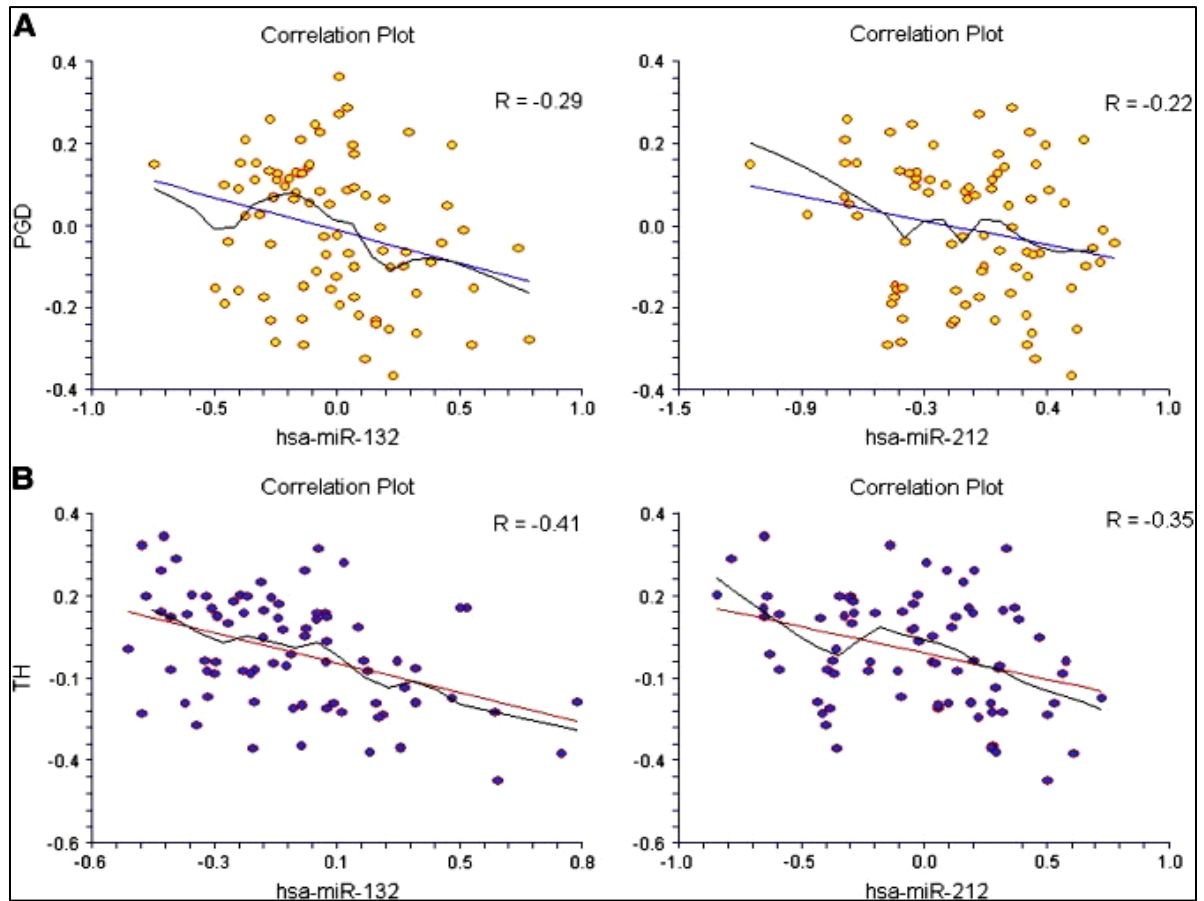 A
Correlation Plot
R = -0.29
PGD
0.4
0.2
0.0
-0.2
-0.4
-1.0 -0.5 0.0 0.5 1.0
hsa-miR-132
Correlation Plot
R = -0.22
0.4
0.2
0.0
-0.2
-0.4
-1.5 -0.9 -0.3 0.4 1.0
hsa-miR-212
B
Correlation Plot
R = -0.41
TH
0.4
0.2
-0.1
-0.4
-0.6
-0.6 -0.3 0.1 0.5 0.8
hsa-miR-132
Correlation Plot
R = -0.35
0.4
0.2
-0.1
-0.4
-0.6
-1.0 -0.5 0.0 0.5 1.0
hsa-miR-212